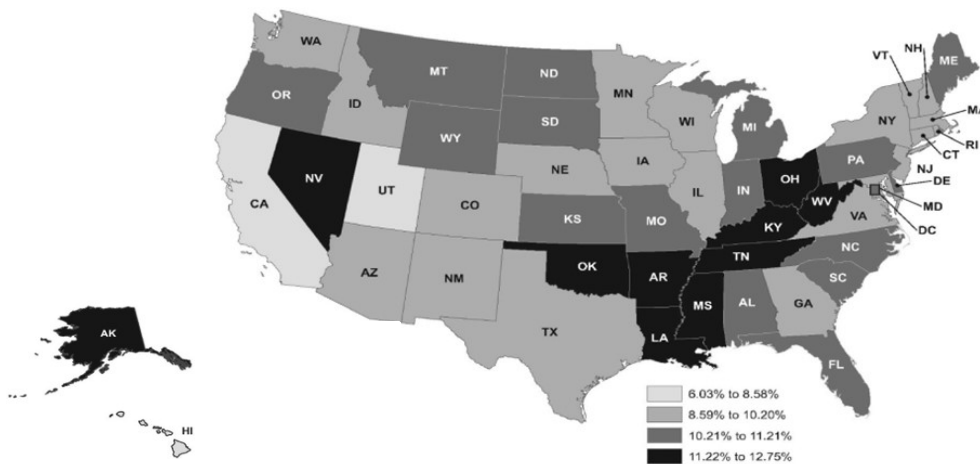 WA
MT
ND
OR
ID
WY
SD
MN
WI
MI
NV
UT
CA
CO
NE
KS
IA
MO
IL
IN
OH
KY
WV
VA
PA
NY
VT
NH
ME
MA
RI
CT
NJ
DE
MD
DC
AZ
NM
OK
TX
AR
LA
MS
TN
AL
GA
NC
SC
FL
AK
HI
6.03% to 8.58%
8.59% to 10.20%
10.21% to 11.21%
11.22% to 12.75%